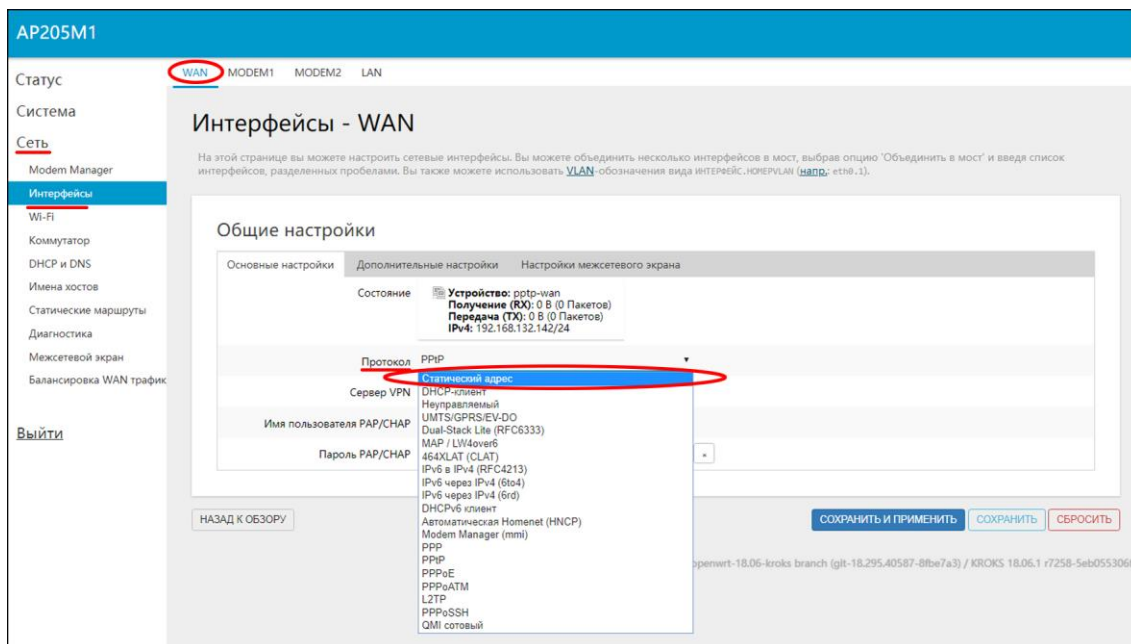 AP205M1
Статус
Система
Сеть
Modem Manager
Интерфейсы
Wi-Fi
Коммутатор
DHCP и DNS
Имена хостов
Статические маршруты
Диагностика
Межсетевой экран
Балансировка WAN трафик
Выйти
WAN MODEM1 MODEM2 LAN
Интерфейсы - WAN
На этой странице вы можете настроить сетевые интерфейсы. Вы можете объединить несколько интерфейсов в мост, выбрав опцию 'Объединить в мост' и введя список
интерфейсов, разделенных пробелами. Вы также можете использовать VLAN-обозначения вида ИНТЕРФЕЙС.НОМЕРVLAN (напр.: eth0.1).
Общие настройки
Основные настройки Дополнительные настройки Настройки межсетевого экрана
Состояние
Устройство: pptp-wan
Получение (RX): 0 B (0 Пакетов)
Передача (TX): 0 B (0 Пакетов)
IPv4: 192.168.132.142/24
Протокол PPtP
Сервер VPN
Имя пользователя PAP/CHAP
Пароль PAP/CHAP
Статический адрес
DHCP-клиент
Неуправляемый
UMTS/GPRS/EV-DO
Dual-Stack Lite (RFC6333)
MAP / LW4over6
464XLAT (CLAT)
IPv6 в IPv4 (RFC4213)
IPv6 через IPv4 (6to4)
IPv6 через IPv4 (6rd)
DHCPv6 клиент
Автоматическая Homenet (HNCP)
Modem Manager (mmi)
PPP
PPtP
PPPoE
PPPoATM
L2TP
PPPoSSH
QMI сотовый
НАЗАД К ОБЗОРУ СОХРАНИТЬ И ПРИМЕНИТЬ СОХРАНИТЬ СБРОСИТЬ
openwrt-18.06-kroks branch (git-18.295.40587-8fbe7a3) / KROKS 18.06.1 r7258-5eb055306